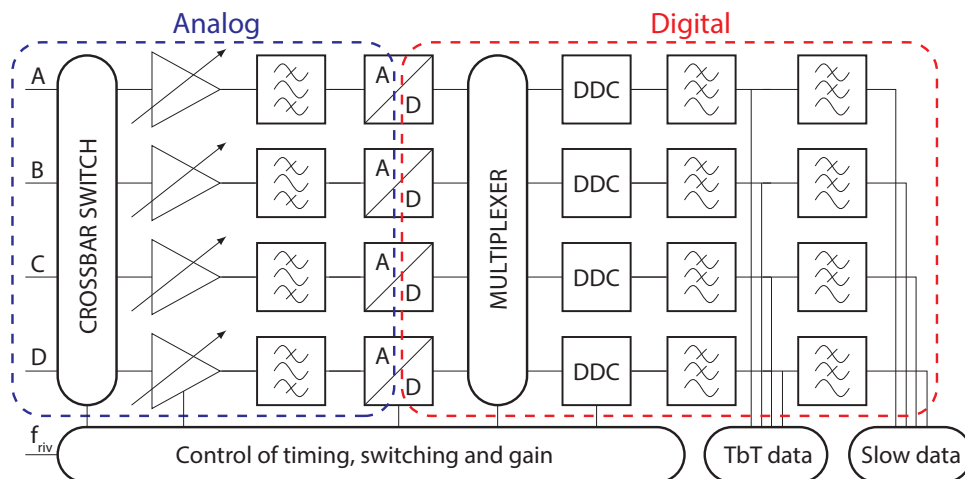 Analog
Digital
A
B
C
D
CROSSBAR SWITCH
A
D
A
D
A
D
A
D
MULTIPLEXER
DDC
DDC
DDC
DDC
f riv
Control of timing, switching and gain
TbT data
Slow data